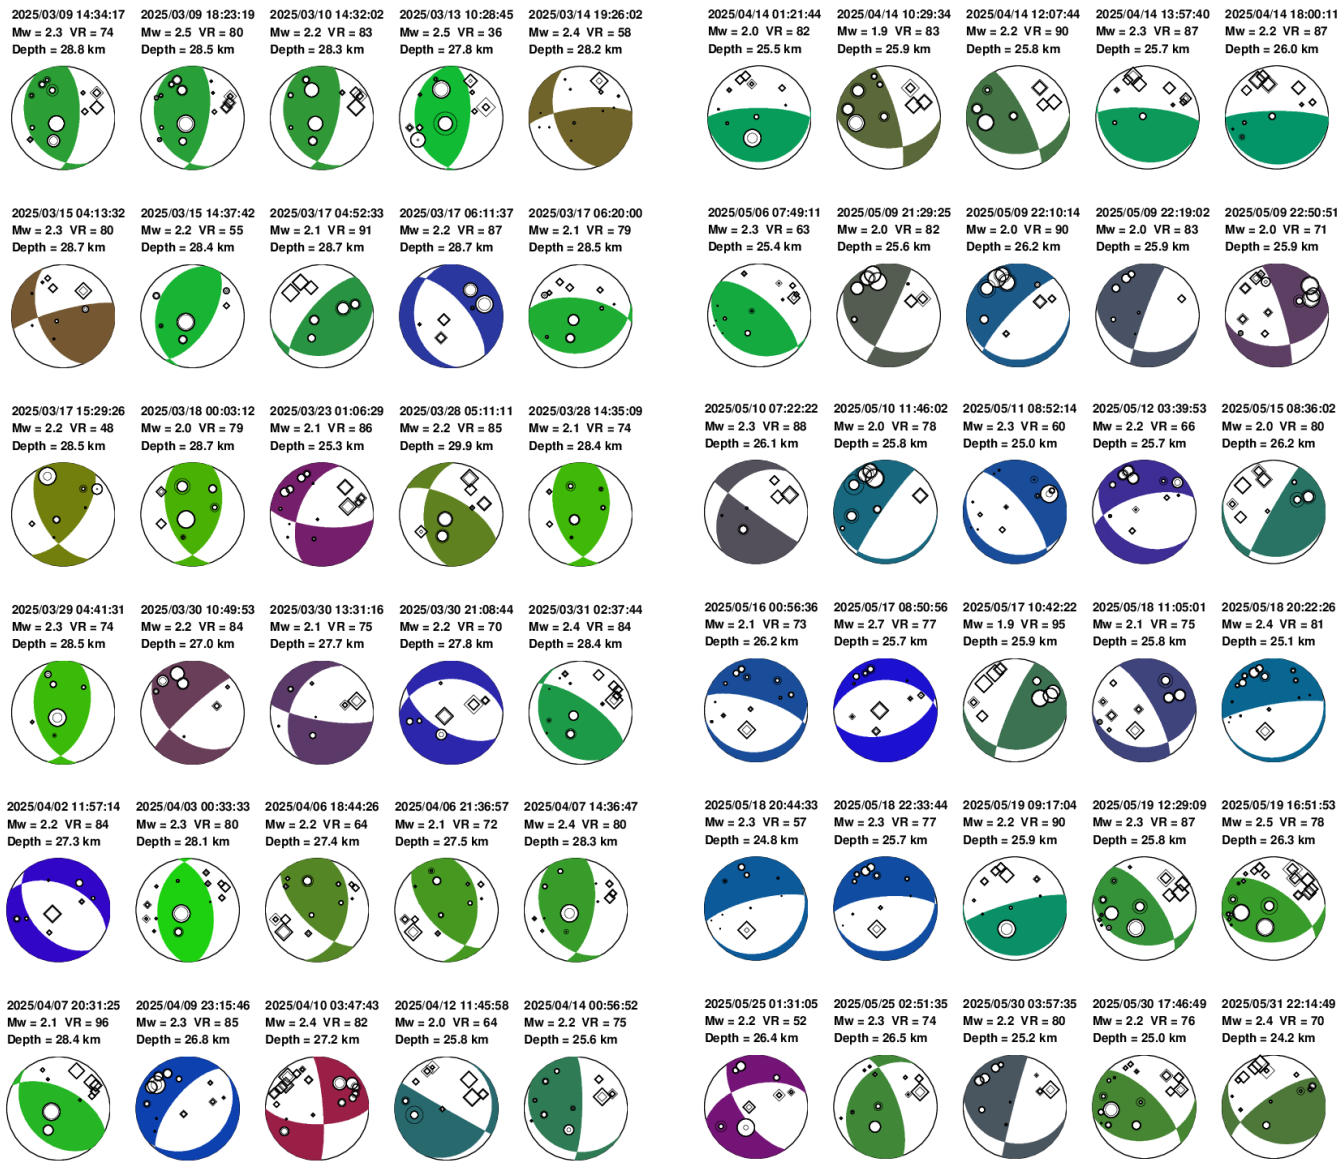 2025/03/09 14:34:17 2025/03/09 18:23:19 2025/03/10 14:32:02 2025/03/13 10:28:45 2025/03/14 19:26:02
Mw = 2.3 VR = 74 Mw = 2.5 VR = 80 Mw = 2.2 VR = 83 Mw = 2.5 VR = 36 Mw = 2.4 VR = 58
Depth = 28.8 km Depth = 28.5 km Depth = 28.3 km Depth = 27.8 km Depth = 28.2 km
2025/03/15 04:13:32 2025/03/15 14:37:42 2025/03/17 04:52:33 2025/03/17 06:11:37 2025/03/17 06:20:00
Mw = 2.3 VR = 80 Mw = 2.2 VR = 55 Mw = 2.1 VR = 91 Mw = 2.2 VR = 87 Mw = 2.1 VR = 79
Depth = 28.7 km Depth = 28.4 km Depth = 28.7 km Depth = 28.7 km Depth = 28.5 km
2025/03/17 15:29:26 2025/03/18 00:03:12 2025/03/23 01:06:29 2025/03/28 05:11:11 2025/03/28 14:35:09
Mw = 2.2 VR = 48 Mw = 2.0 VR = 79 Mw = 2.1 VR = 86 Mw = 2.2 VR = 85 Mw = 2.1 VR = 74
Depth = 28.5 km Depth = 28.7 km Depth = 25.3 km Depth = 29.9 km Depth = 28.4 km
2025/03/29 04:41:31 2025/03/30 10:49:53 2025/03/30 13:31:16 2025/03/30 21:08:44 2025/03/31 02:37:44
Mw = 2.3 VR = 74 Mw = 2.2 VR = 84 Mw = 2.1 VR = 75 Mw = 2.2 VR = 70 Mw = 2.4 VR = 84
Depth = 28.5 km Depth = 27.0 km Depth = 27.7 km Depth = 27.8 km Depth = 28.4 km
2025/04/02 11:57:14 2025/04/03 00:33:33 2025/04/06 18:44:26 2025/04/06 21:36:57 2025/04/07 14:36:47
Mw = 2.2 VR = 84 Mw = 2.3 VR = 80 Mw = 2.2 VR = 64 Mw = 2.1 VR = 72 Mw = 2.4 VR = 80
Depth = 27.3 km Depth = 28.1 km Depth = 27.4 km Depth = 27.5 km Depth = 28.3 km
2025/04/07 20:31:25 2025/04/09 23:15:46 2025/04/10 03:47:43 2025/04/12 11:45:58 2025/04/14 00:56:52
Mw = 2.1 VR = 96 Mw = 2.3 VR = 85 Mw = 2.4 VR = 82 Mw = 2.0 VR = 64 Mw = 2.2 VR = 75
Depth = 28.4 km Depth = 26.8 km Depth = 27.2 km Depth = 25.8 km Depth = 25.6 km
2025/04/14 01:21:44 2025/04/14 10:29:34 2025/04/14 12:07:44 2025/04/14 13:57:40 2025/04/14 18:00:11
Mw = 2.0 VR = 82 Mw = 1.9 VR = 83 Mw = 2.2 VR = 90 Mw = 2.3 VR = 87 Mw = 2.2 VR = 87
Depth = 25.5 km Depth = 25.9 km Depth = 25.8 km Depth = 25.7 km Depth = 26.0 km
2025/05/06 07:49:11 2025/05/09 21:29:25 2025/05/09 22:10:14 2025/05/09 22:19:02 2025/05/09 22:50:51
Mw = 2.3 VR = 63 Mw = 2.0 VR = 82 Mw = 2.0 VR = 90 Mw = 2.0 VR = 83 Mw = 2.0 VR = 71
Depth = 25.4 km Depth = 25.6 km Depth = 26.2 km Depth = 25.9 km Depth = 25.9 km
2025/05/10 07:22:22 2025/05/10 11:46:02 2025/05/11 08:52:14 2025/05/12 03:39:53 2025/05/15 08:36:02
Mw = 2.3 VR = 88 Mw = 2.0 VR = 78 Mw = 2.3 VR = 60 Mw = 2.2 VR = 66 Mw = 2.0 VR = 80
Depth = 26.1 km Depth = 25.8 km Depth = 25.0 km Depth = 25.7 km Depth = 26.2 km
2025/05/16 00:56:36 2025/05/17 08:50:56 2025/05/17 10:42:22 2025/05/18 11:05:01 2025/05/18 20:22:26
Mw = 2.1 VR = 73 Mw = 2.7 VR = 77 Mw = 1.9 VR = 95 Mw = 2.1 VR = 75 Mw = 2.4 VR = 81
Depth = 26.2 km Depth = 25.7 km Depth = 25.9 km Depth = 25.8 km Depth = 25.1 km
2025/05/18 20:44:33 2025/05/18 22:33:44 2025/05/19 09:17:04 2025/05/19 12:29:09 2025/05/19 16:51:53
Mw = 2.3 VR = 57 Mw = 2.3 VR = 77 Mw = 2.2 VR = 90 Mw = 2.3 VR = 87 Mw = 2.5 VR = 78
Depth = 24.8 km Depth = 25.7 km Depth = 25.9 km Depth = 25.8 km Depth = 26.3 km
2025/05/25 01:31:05 2025/05/25 02:51:35 2025/05/30 03:57:35 2025/05/30 17:46:49 2025/05/31 22:14:49
Mw = 2.2 VR = 52 Mw = 2.3 VR = 74 Mw = 2.2 VR = 80 Mw = 2.2 VR = 76 Mw = 2.4 VR = 70
Depth = 26.4 km Depth = 26.5 km Depth = 25.2 km Depth = 25.0 km Depth = 24.2 km